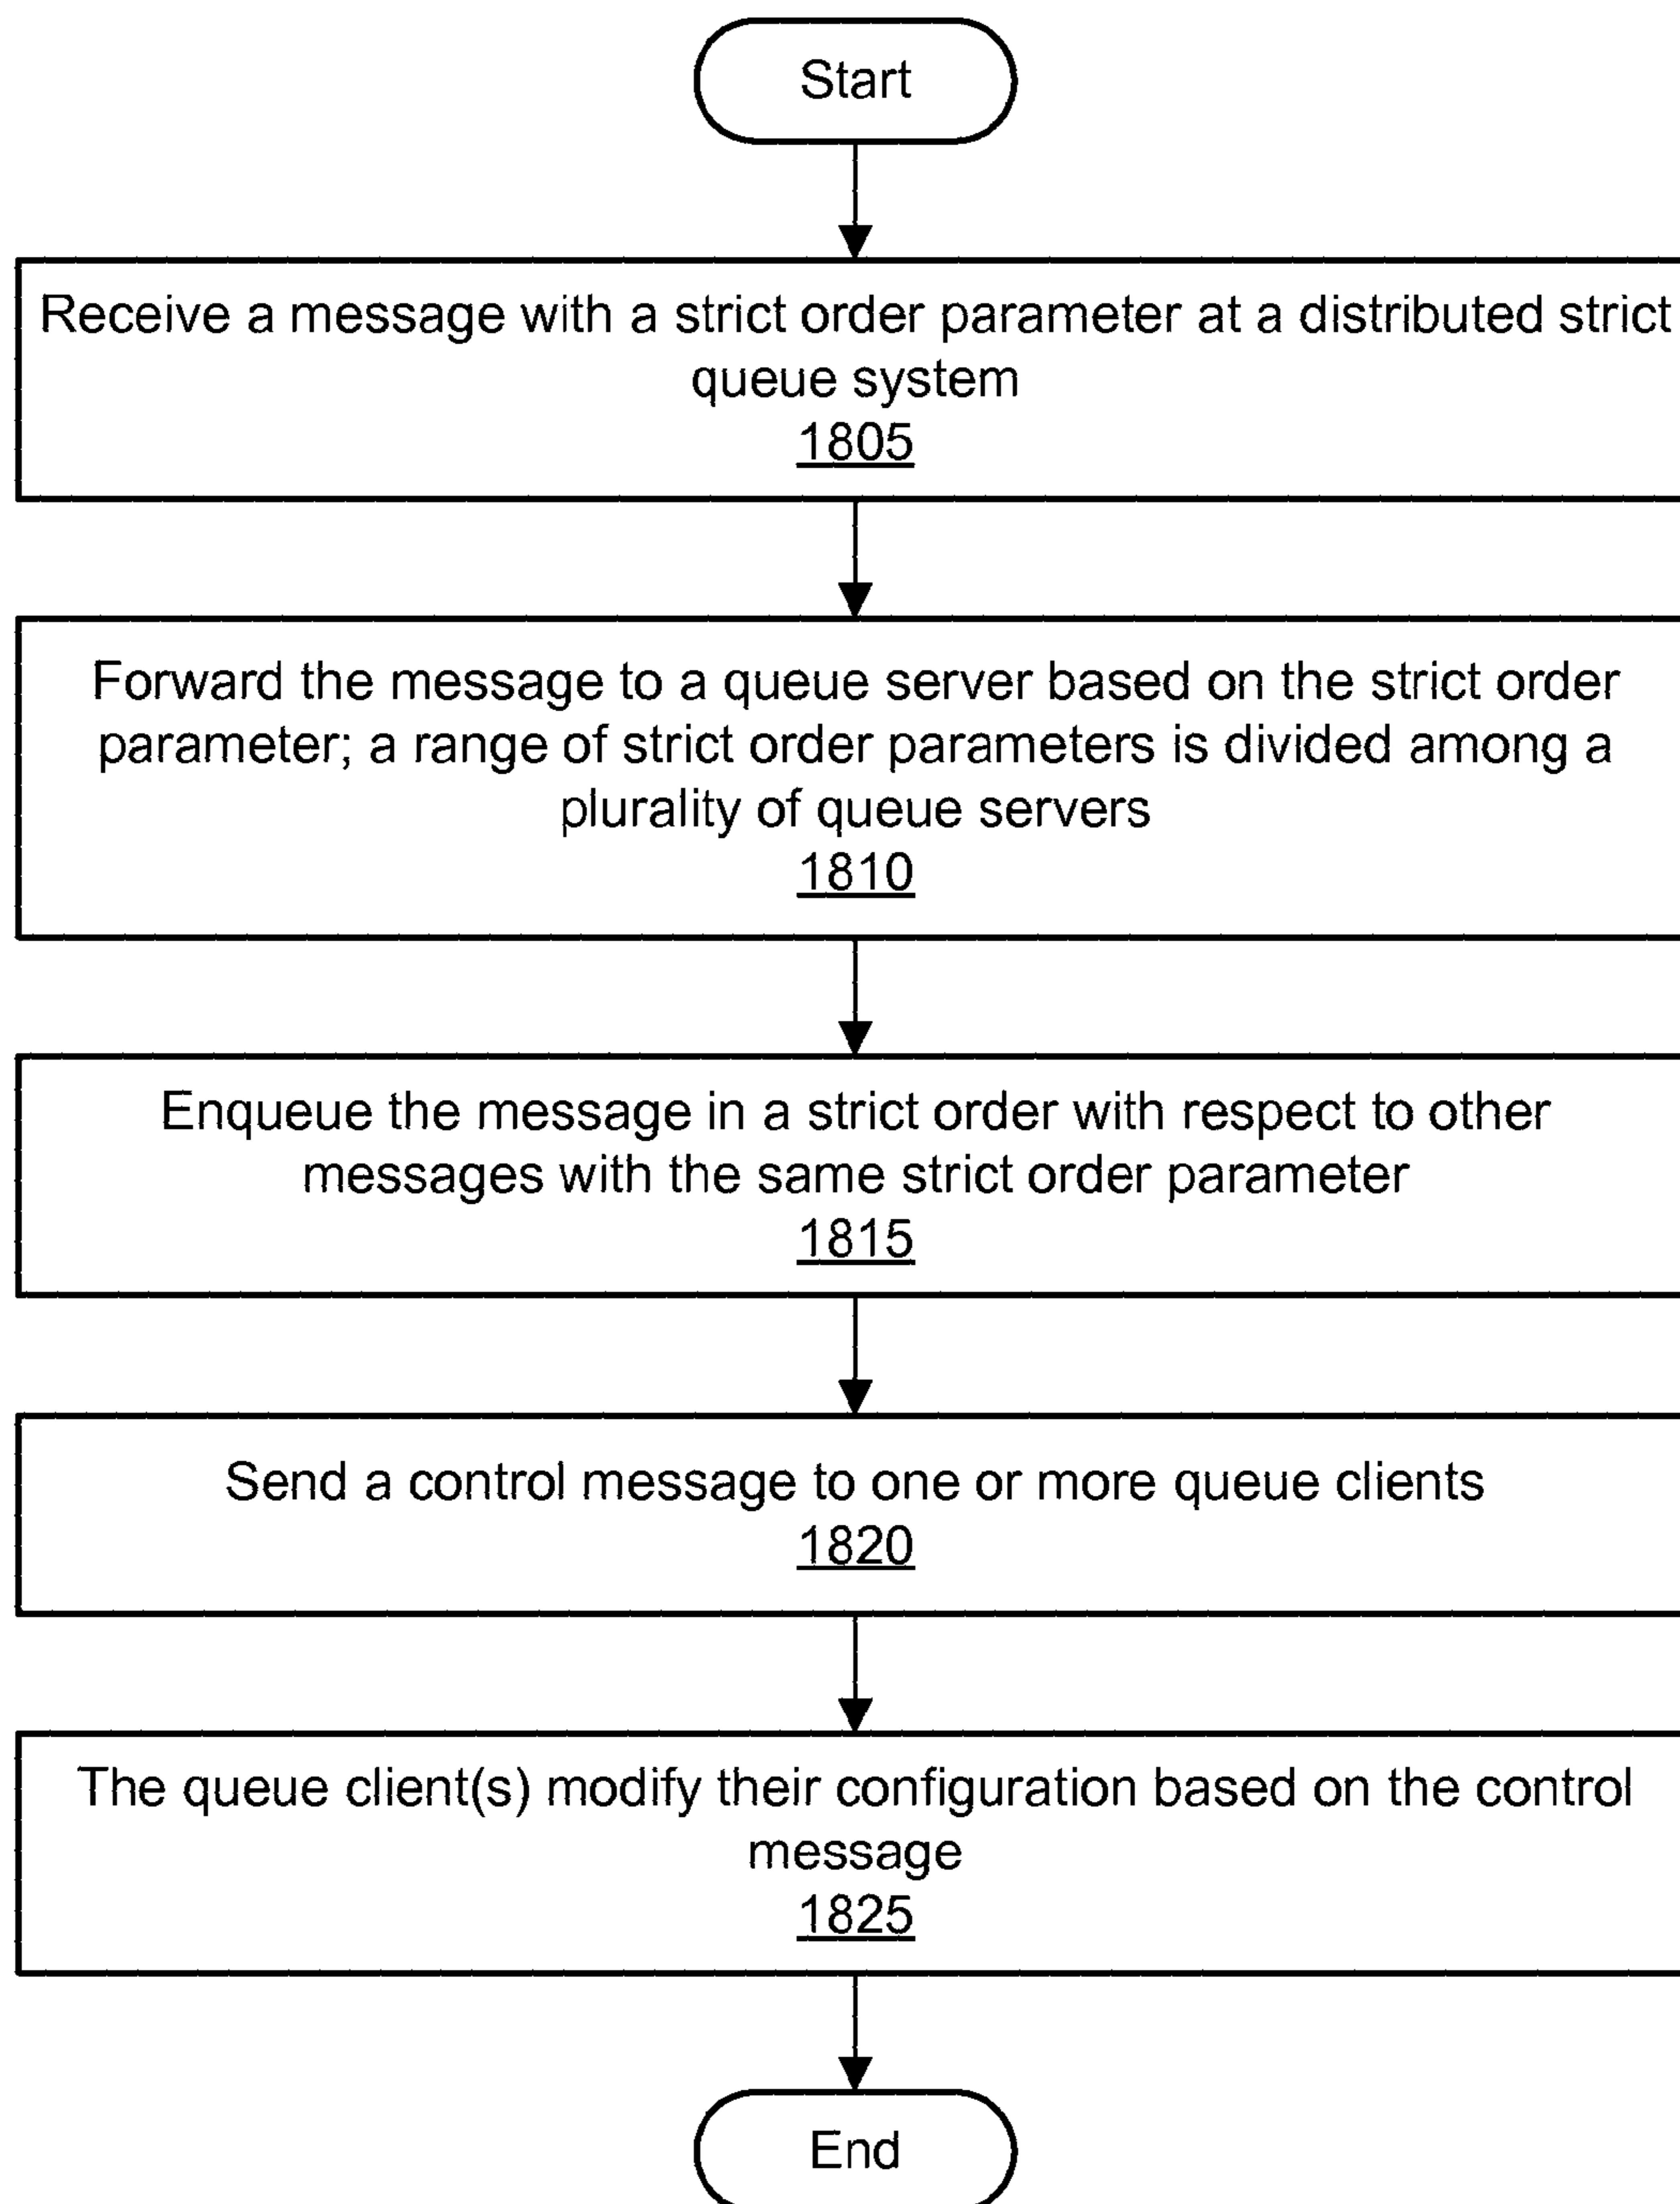 Start
Receive a message with a strict order parameter at a distributed strict
queue system
1805
Forward the message to a queue server based on the strict order
parameter; a range of strict order parameters is divided among a
plurality of queue servers
1810
Enqueue the message in a strict order with respect to other
messages with the same strict order parameter
1815
Send a control message to one or more queue clients
1820
The queue client(s) modify their configuration based on the control
message
1825
End